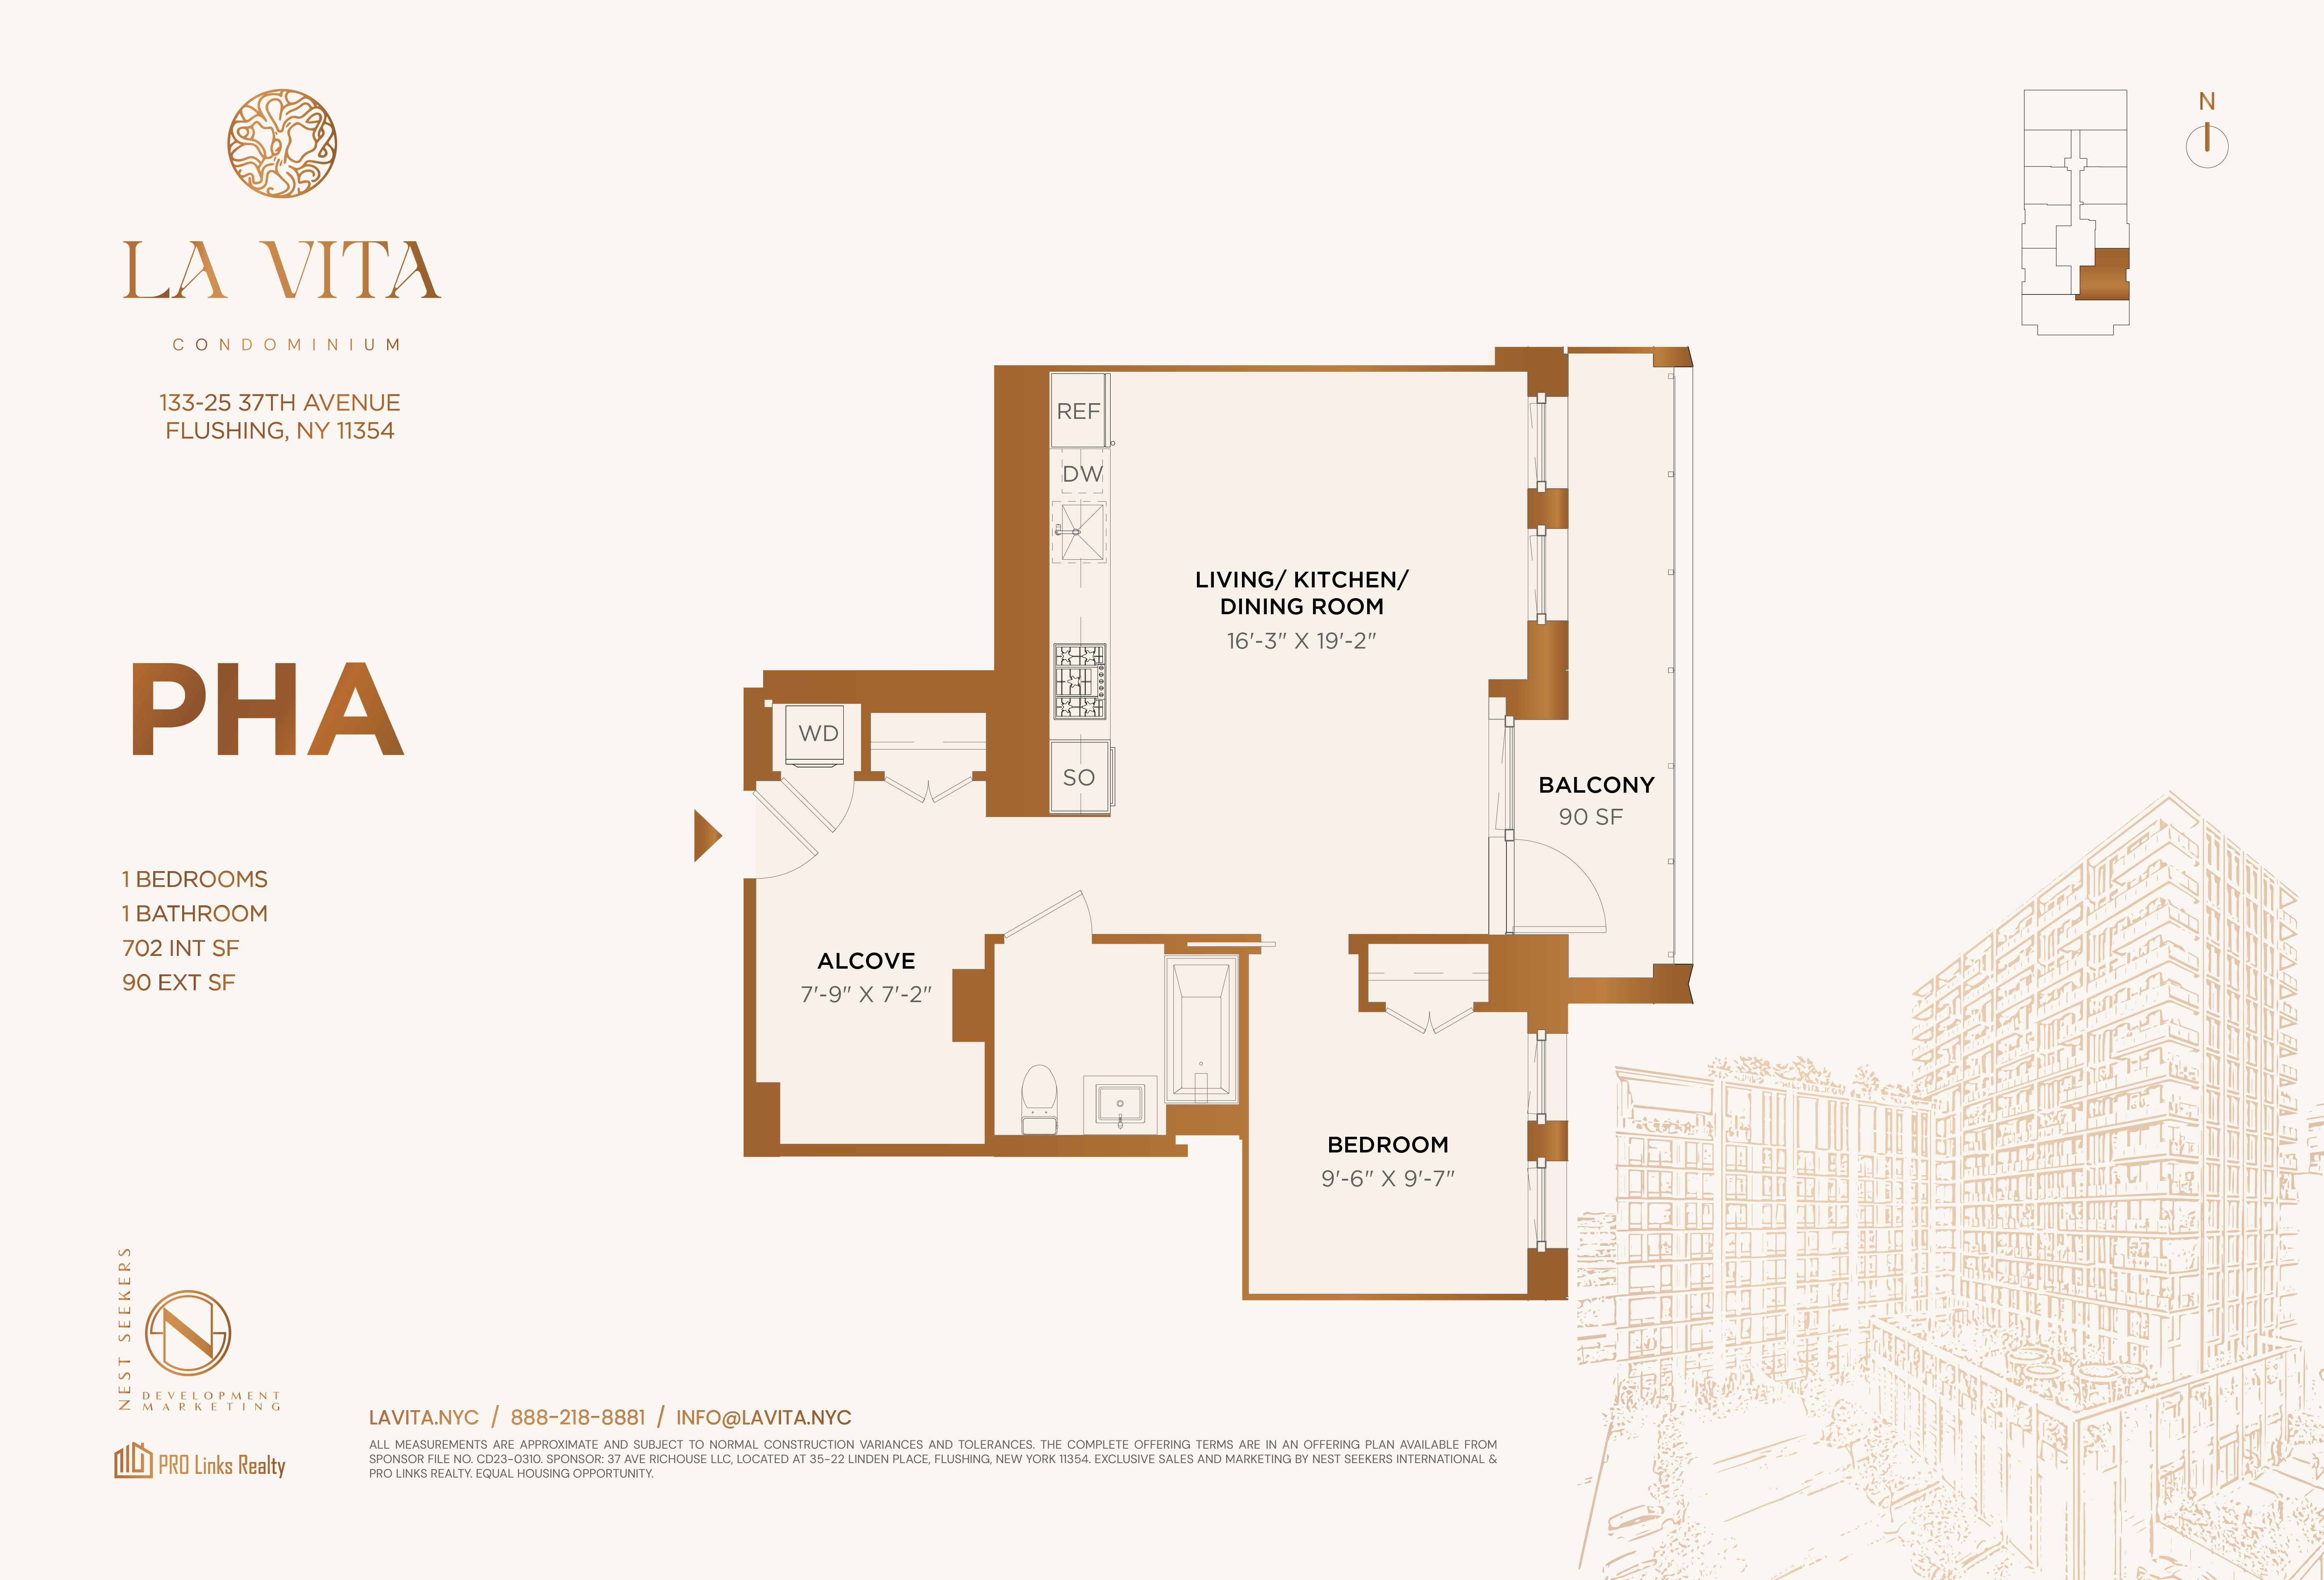 LA VITA
CONDOMINIUM
133-25 37TH AVENUE
FLUSHING, NY 11354
N
PHA
1 BEDROOMS
1 BATHROOM
702 INT SF
90 EXT SF
REF
DW
LIVING/ KITCHEN/
DINING ROOM
16'-3" X 19'-2"
WD
SO
BALCONY
90 SF
ALCOVE
7'-9" X 7'-2"
BEDROOM
9'-6" X 9'-7"
NEST SEEKERS
N
DEVELOPMENT
MARKETING
PRO Links Realty
LAVITA.NYC / 888-218-8881 / INFO@LAVITA.NYC
ALL MEASUREMENTS ARE APPROXIMATE AND SUBJECT TO NORMAL CONSTRUCTION VARIANCES AND TOLERANCES. THE COMPLETE OFFERING TERMS ARE IN AN OFFERING PLAN AVAILABLE FROM
SPONSOR FILE NO. CD23-0310. SPONSOR: 37 AVE RICHOUSE LLC, LOCATED AT 35-22 LINDEN PLACE, FLUSHING, NEW YORK 11354. EXCLUSIVE SALES AND MARKETING BY NEST SEEKERS INTERNATIONAL &
PRO LINKS REALTY. EQUAL HOUSING OPPORTUNITY.